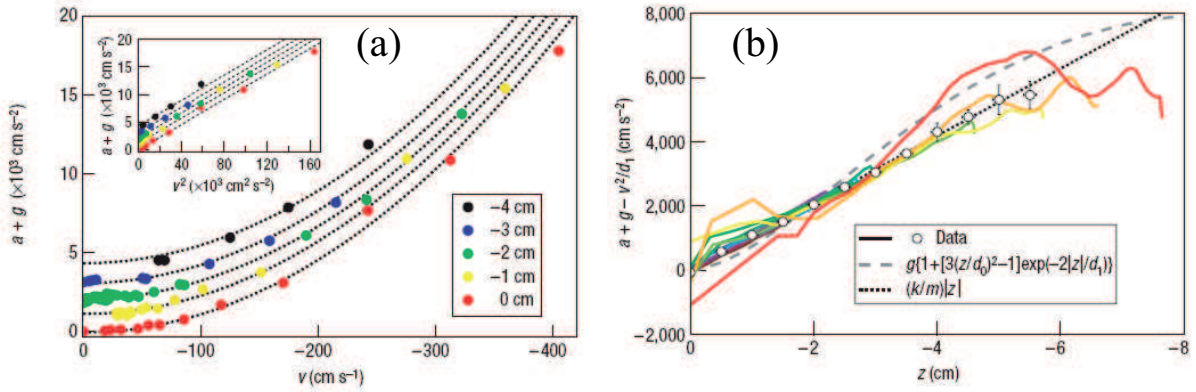 (a)
20
15
10
5
0
a + g (×10³ cm s⁻²)
0
−100
−200
−300
−400
v (cm s⁻¹)
20
15
10
5
0
a + g (×10³ cm s⁻²)
0
40
80
120
160
v² (×10³ cm² s⁻²)
−4 cm
−3 cm
−2 cm
−1 cm
0 cm
(b)
8,000
6,000
4,000
2,000
0
−2,000
a + g − v²/d₁ (cm s⁻²)
0
−2
−4
−6
−8
z (cm)
Data
g{1+[3(z/d₀)²−1]exp(−2|z|/d₁)}
(k/m)|z|